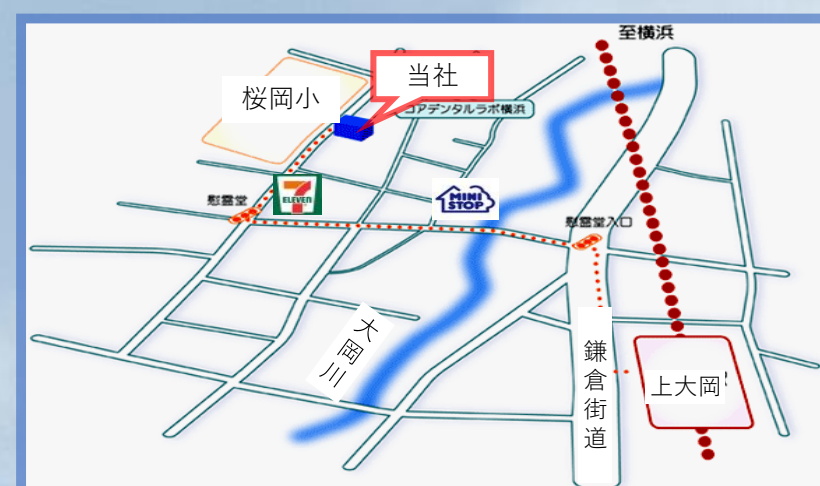 至横浜
当社
桜岡小
コアデンタルラボ横浜
7
ELEVEN
MINI
STOP
慰霊堂
慰霊堂入口
大岡川
鎌倉街道
上大岡